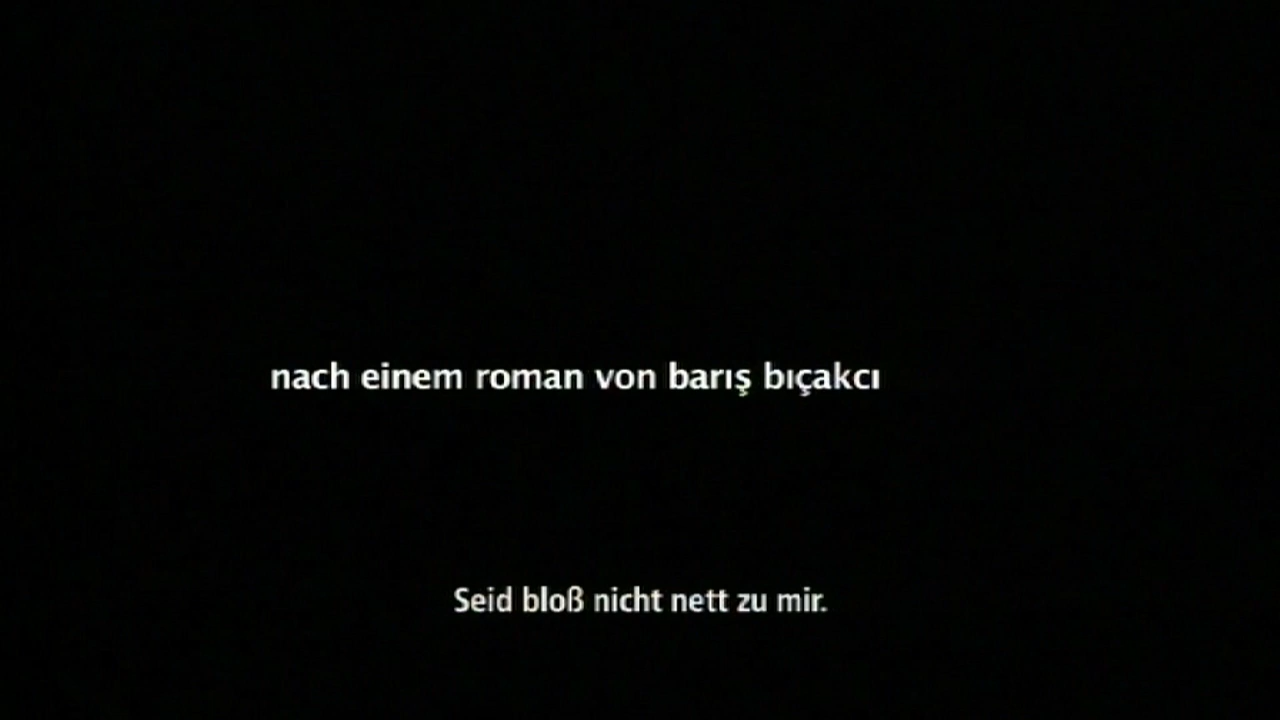 nach einem roman von barış bıçakcı
Seid bloß nicht nett zu mir.